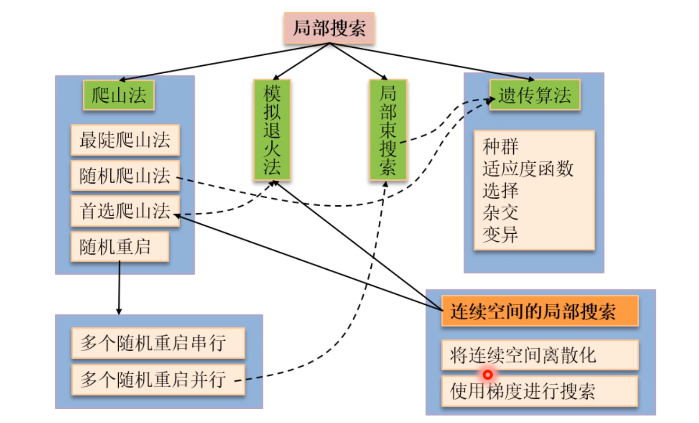 局部搜索
爬山法
最陡爬山法
随机爬山法
首选爬山法
随机重启
多个随机重启串行
多个随机重启并行
模拟退火法
局部束搜索
遗传算法
种群
适应度函数
选择
杂交
变异
连续空间的局部搜索
将连续空间离散化
使用梯度进行搜索